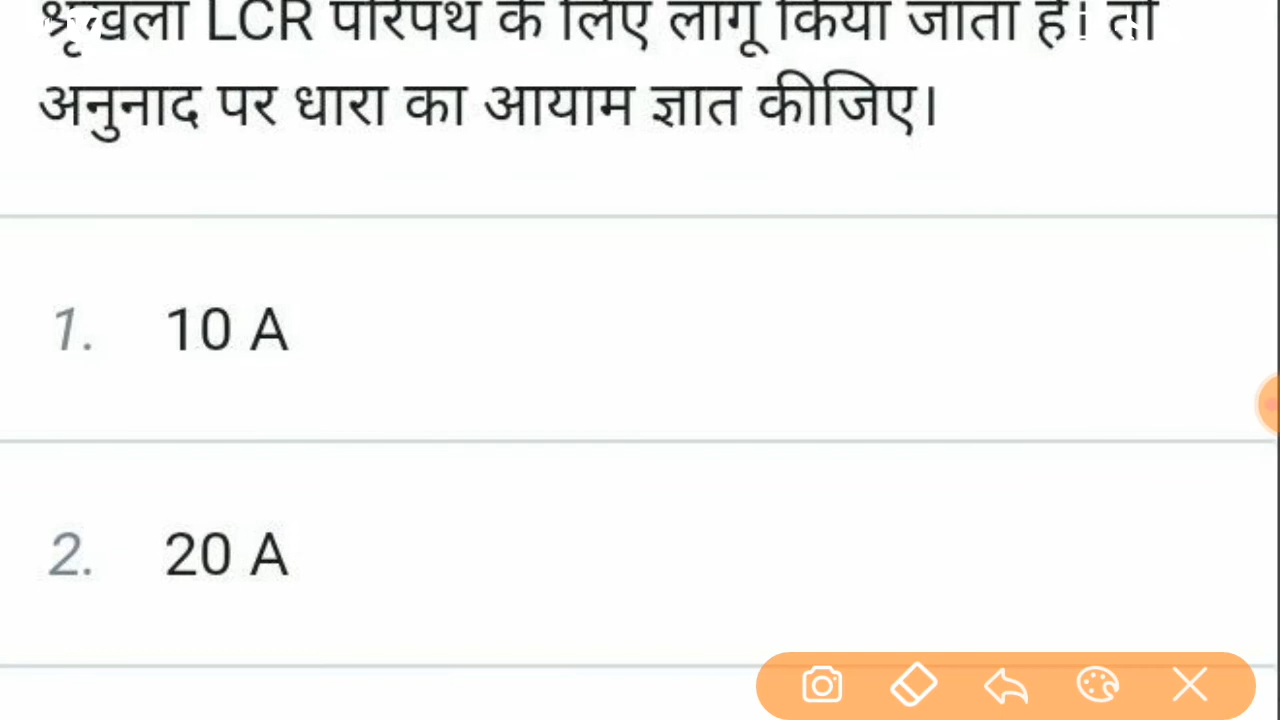 श्रृंखला LCR परिपथ के लिए लागू किया जाता है। तो
अनुनाद पर धारा का आयाम ज्ञात कीजिए।
1. 10 A
2. 20 A